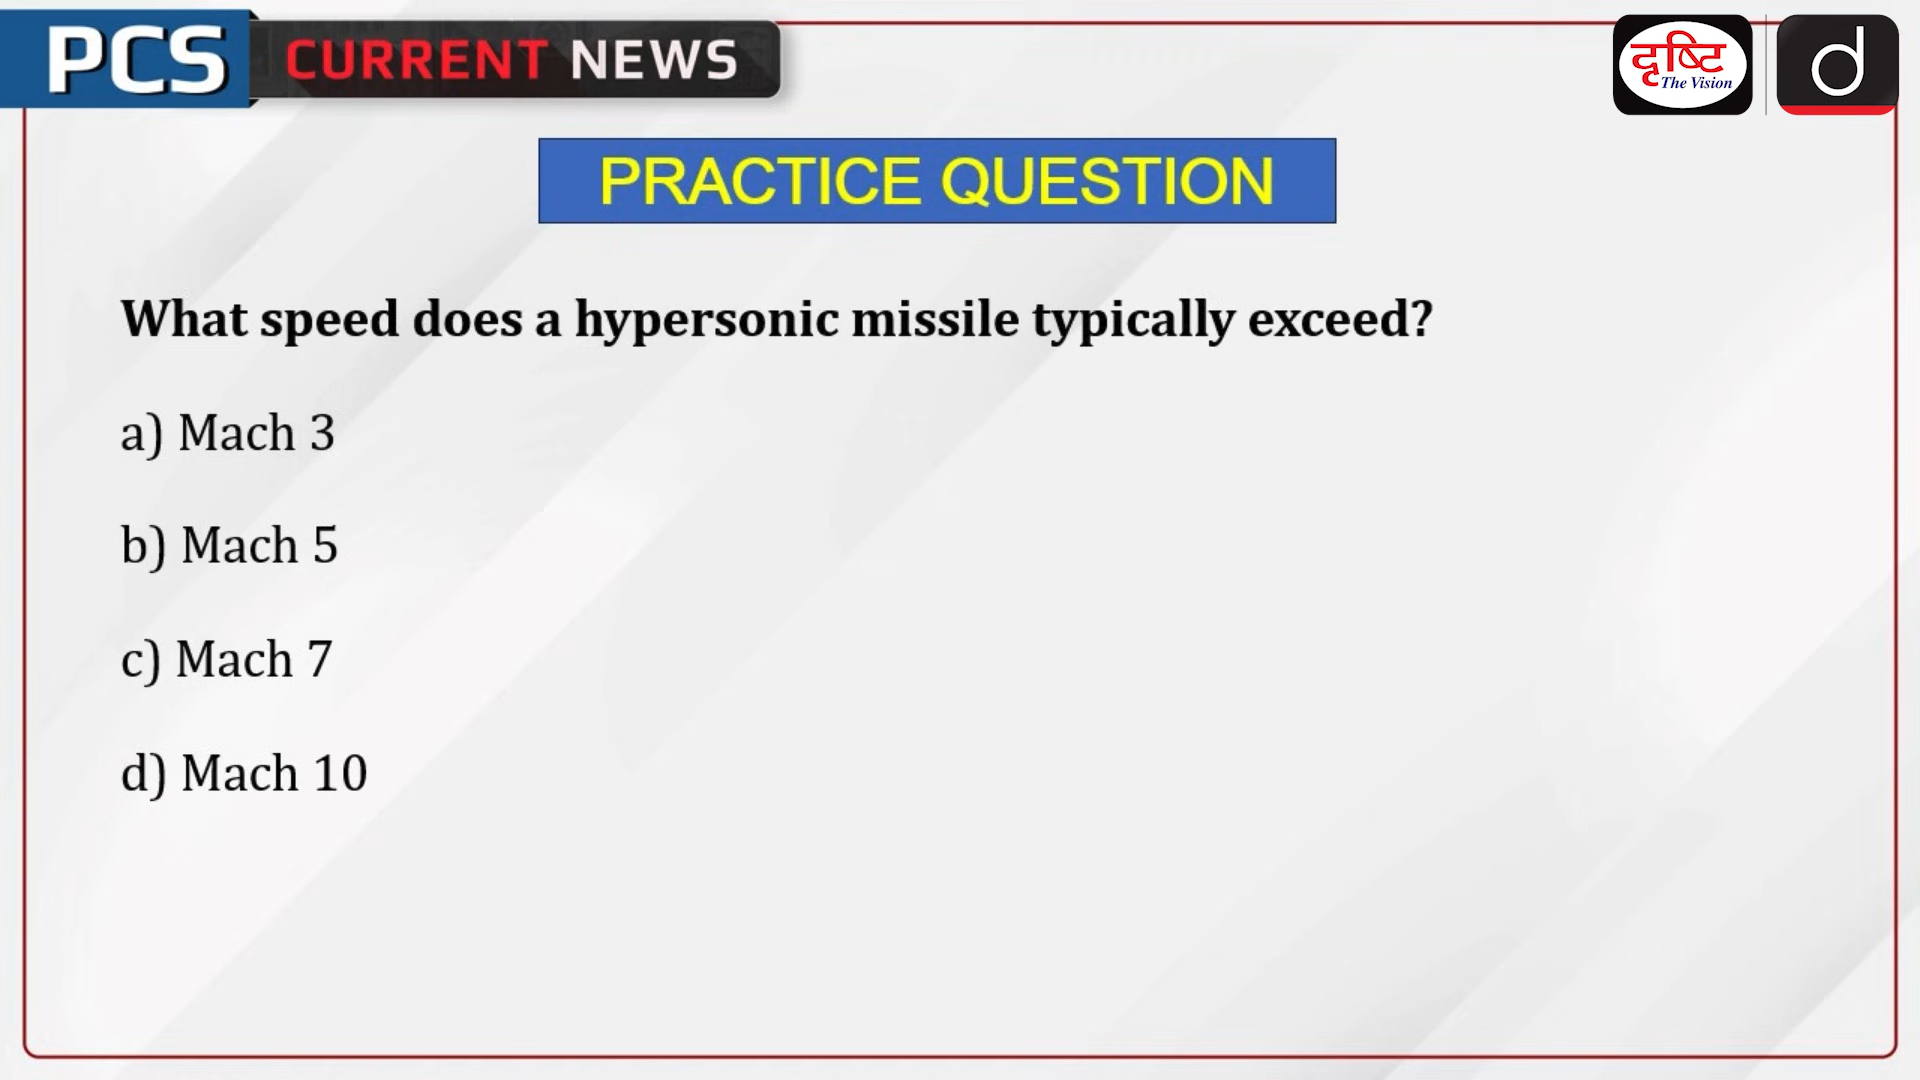 PCS CURRENT NEWS
दृष्टि
The Vision
d
PRACTICE QUESTION
What speed does a hypersonic missile typically exceed?
a) Mach 3
b) Mach 5
c) Mach 7
d) Mach 10